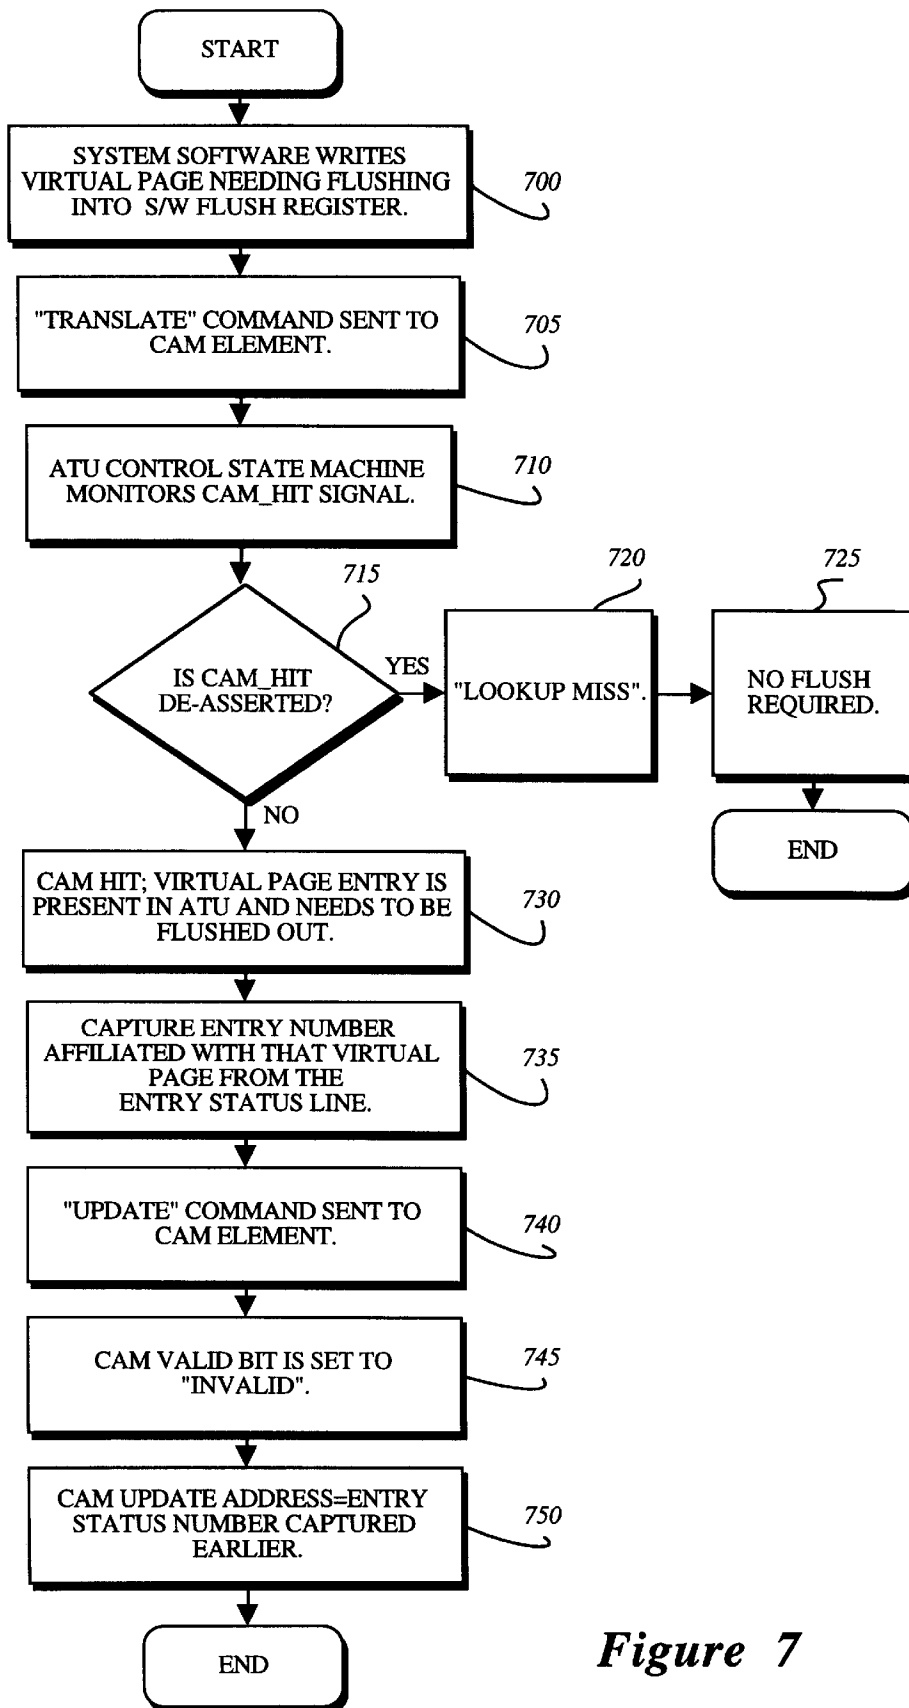 START
SYSTEM SOFTWARE WRITES
VIRTUAL PAGE NEEDING FLUSHING
INTO S/W FLUSH REGISTER.
700
"TRANSLATE" COMMAND SENT TO
CAM ELEMENT.
705
ATU CONTROL STATE MACHINE
MONITORS CAM_HIT SIGNAL.
710
IS CAM_HIT
DE-ASSERTED?
715
YES
"LOOKUP MISS".
720
NO FLUSH
REQUIRED.
725
END
NO
CAM HIT; VIRTUAL PAGE ENTRY IS
PRESENT IN ATU AND NEEDS TO BE
FLUSHED OUT.
730
CAPTURE ENTRY NUMBER
AFFILIATED WITH THAT VIRTUAL
PAGE FROM THE
ENTRY STATUS LINE.
735
"UPDATE" COMMAND SENT TO
CAM ELEMENT.
740
CAM VALID BIT IS SET TO
"INVALID".
745
CAM UPDATE ADDRESS=ENTRY
STATUS NUMBER CAPTURED
EARLIER.
750
END
Figure 7